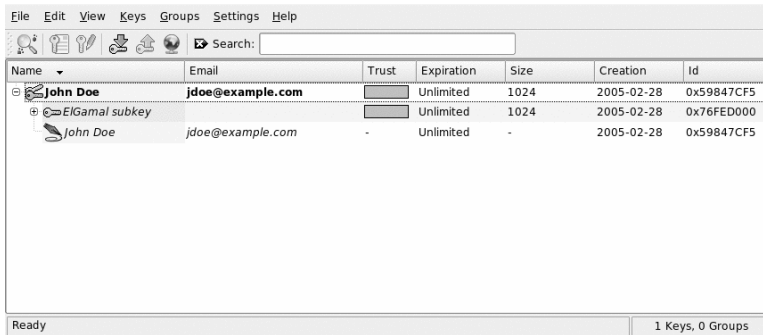 File Edit View Keys Groups Settings Help
Search:
Name Email Trust Expiration Size Creation Id
John Doe jdoe@example.com Unlimited 1024 2005-02-28 0x59847CF5
ElGamal subkey Unlimited 1024 2005-02-28 0x76FED000
John Doe jdoe@example.com - Unlimited - 2005-02-28 0x59847CF5
Ready 1 Keys, 0 Groups